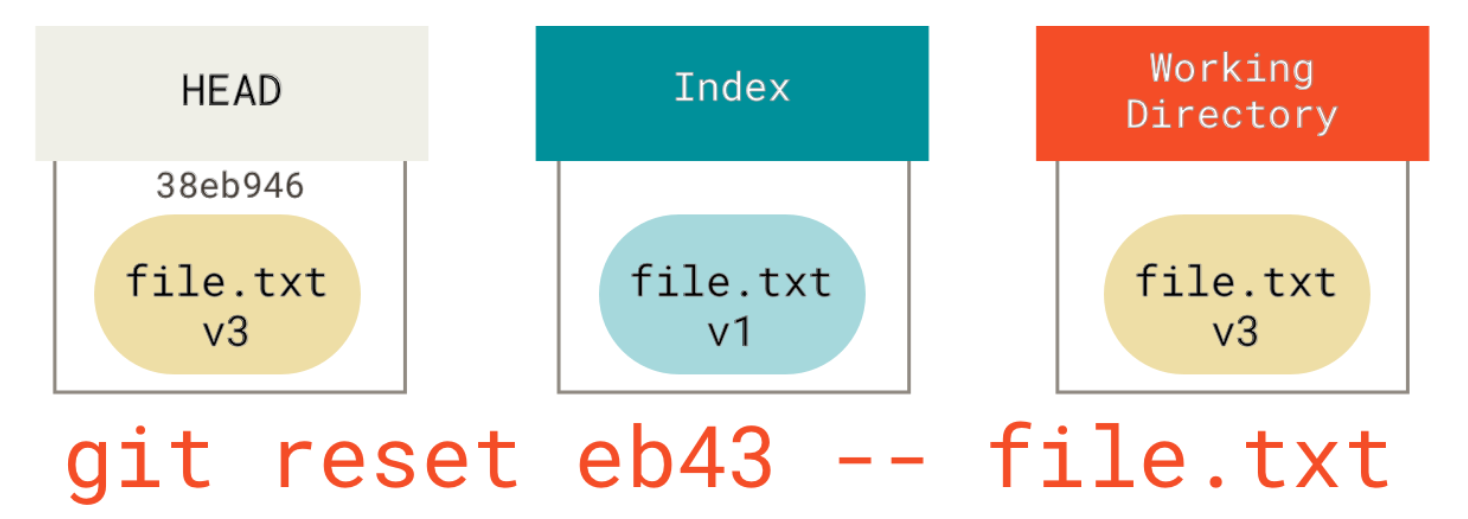 HEAD
Index
Working
Directory
38eb946
file.txt
v3
file.txt
v1
file.txt
v3
git reset eb43 -- file.txt